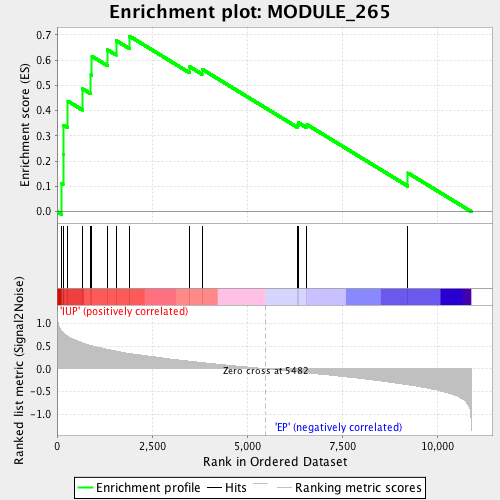 Enrichment plot: MODULE_265
Enrichment score (ES)
0.7
0.6
0.5
0.4
0.3
0.2
0.1
0.0
'IUP' (positively correlated)
Ranked list metric (Signal2Noise)
1.0
0.5
0.0
-0.5
-1.0
Zero cross at 5482
'EP' (negatively correlated)
0
2,500
5,000
7,500
10,000
Rank in Ordered Dataset
Enrichment profile
Hits
Ranking metric scores